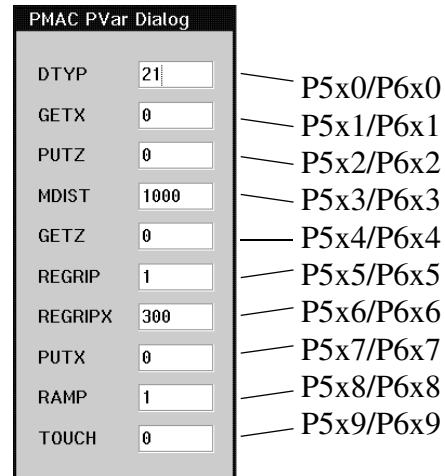 PMAC PVar Dialog
DTYP 21 P5x0/P6x0
GETX 0 P5x1/P6x1
PUTZ 0 P5x2/P6x2
MDIST 1000 P5x3/P6x3
GETZ 0 P5x4/P6x4
REGRIP 1 P5x5/P6x5
REGRIPX 300 P5x6/P6x6
PUTX 0 P5x7/P6x7
RAMP 1 P5x8/P6x8
TOUCH 0 P5x9/P6x9